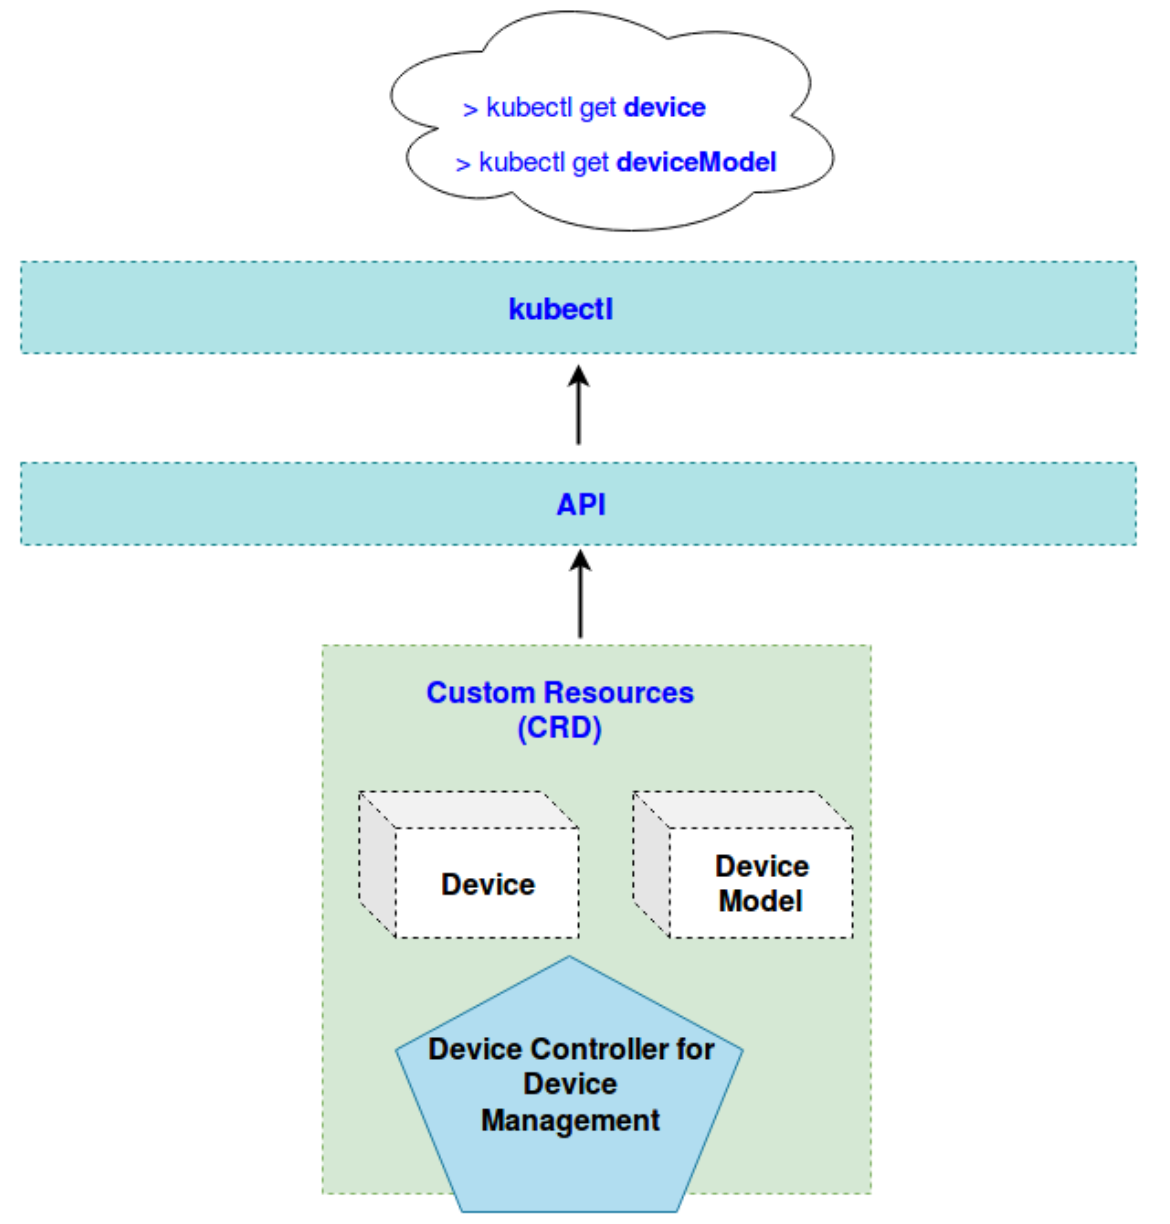 > kubectl get device
> kubectl get deviceModel
kubectl
API
Custom Resources
(CRD)
Device
Device
Model
Device Controller for
Device
Management